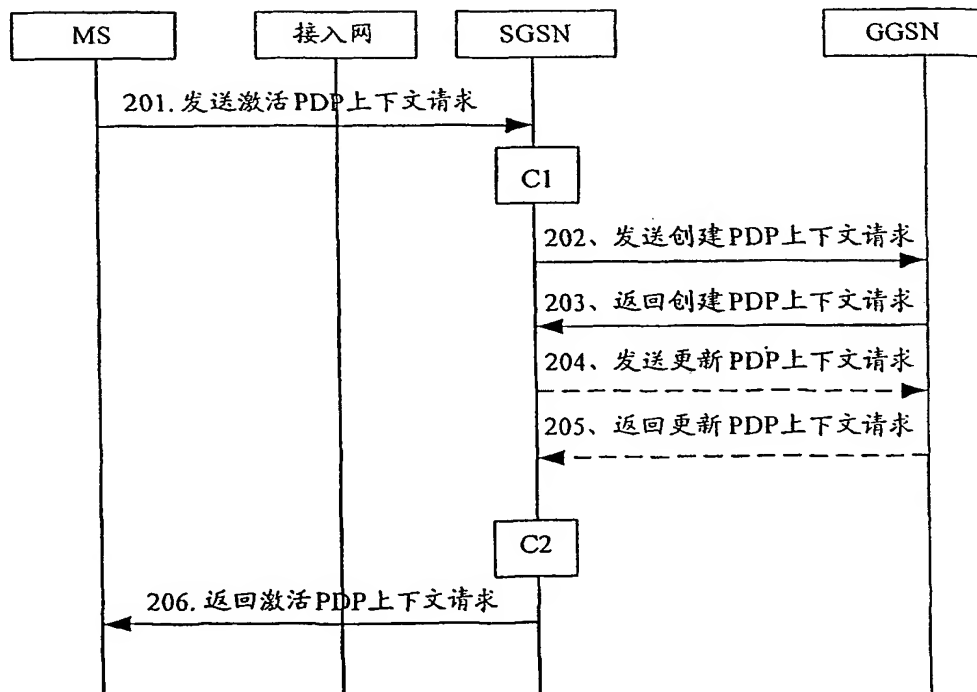 MS
接入网
SGSN
GGSN
201.发送激活PDP上下文请求
C1
202、发送创建PDP上下文请求
203、返回创建PDP上下文请求
204、发送更新PDP上下文请求
205、返回更新PDP上下文请求
C2
206.返回激活PDP上下文请求